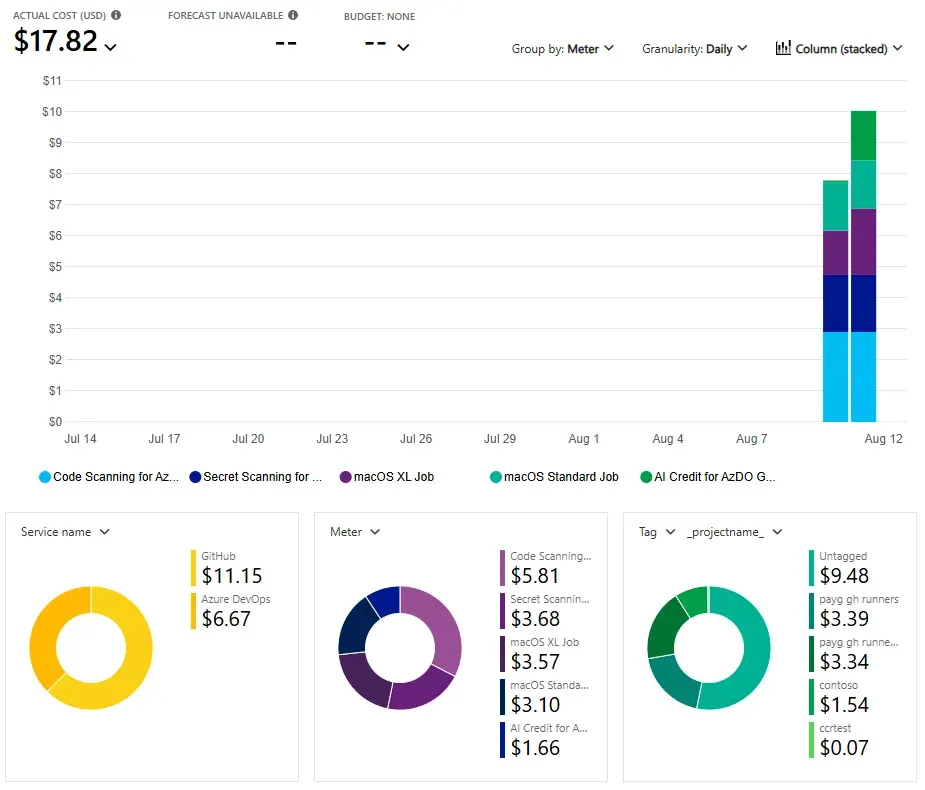 ACTUAL COST (USD)
$17.82
FORECAST UNAVAILABLE
--
BUDGET: NONE
--
Group by: Meter
Granularity: Daily
Column (stacked)
$11
$10
$9
$8
$7
$6
$5
$4
$3
$2
$1
$0
Jul 14 Jul 17 Jul 20 Jul 23 Jul 26 Jul 29 Aug 1 Aug 4 Aug 7 Aug 12
Code Scanning for Az... Secret Scanning for ... macOS XL Job macOS Standard Job AI Credit for AzDO G...
Service name
GitHub
$11.15
Azure DevOps
$6.67
Meter
Code Scanning...
$5.81
Secret Scannin...
$3.68
macOS XL Job
$3.57
macOS Standa...
$3.10
AI Credit for A...
$1.66
Tag _projectname_
Untagged
$9.48
payg gh runners
$3.39
payg gh runne...
$3.34
contoso
$1.54
ccrtest
$0.07